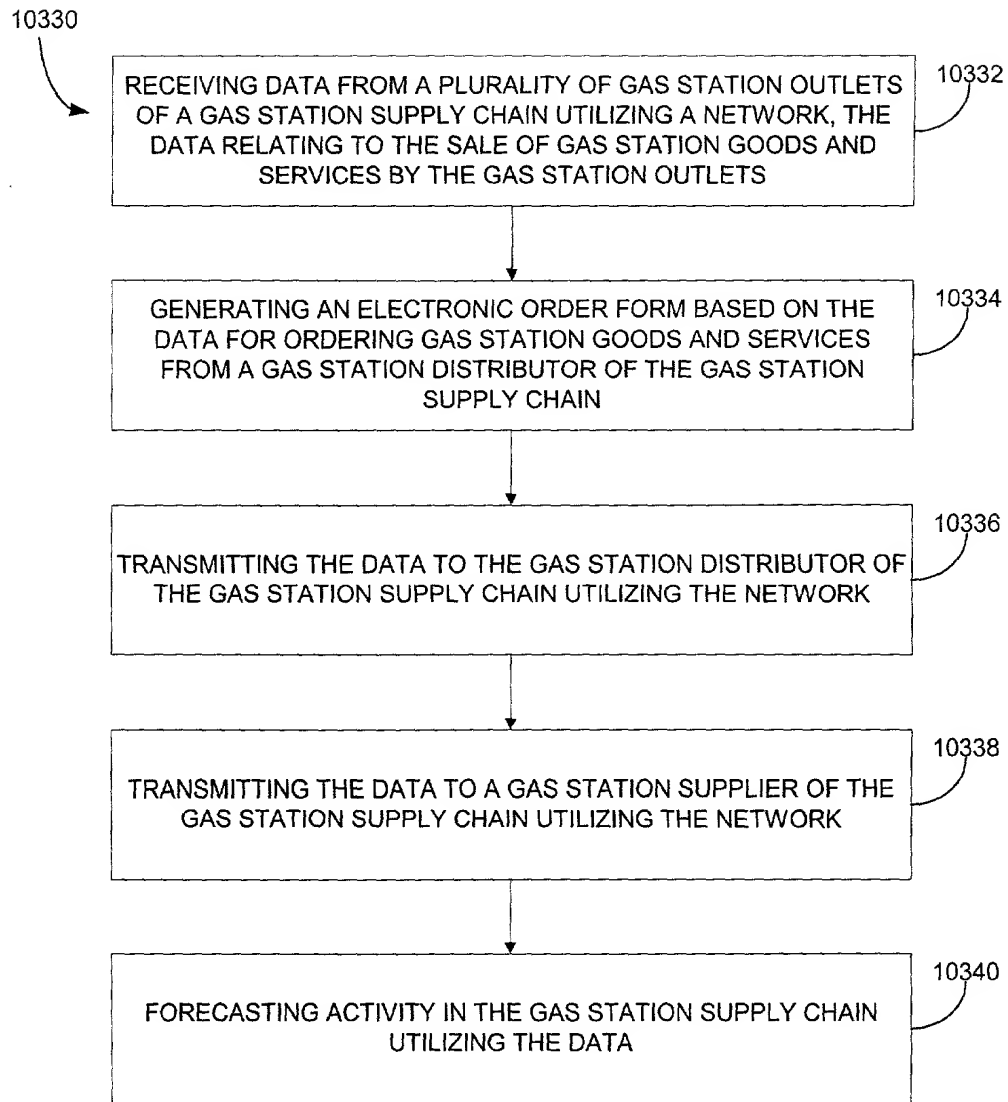 10330
RECEIVING DATA FROM A PLURALITY OF GAS STATION OUTLETS
OF A GAS STATION SUPPLY CHAIN UTILIZING A NETWORK, THE
DATA RELATING TO THE SALE OF GAS STATION GOODS AND
SERVICES BY THE GAS STATION OUTLETS
10332
GENERATING AN ELECTRONIC ORDER FORM BASED ON THE
DATA FOR ORDERING GAS STATION GOODS AND SERVICES
FROM A GAS STATION DISTRIBUTOR OF THE GAS STATION
SUPPLY CHAIN
10334
TRANSMITTING THE DATA TO THE GAS STATION DISTRIBUTOR OF
THE GAS STATION SUPPLY CHAIN UTILIZING THE NETWORK
10336
TRANSMITTING THE DATA TO A GAS STATION SUPPLIER OF THE
GAS STATION SUPPLY CHAIN UTILIZING THE NETWORK
10338
FORECASTING ACTIVITY IN THE GAS STATION SUPPLY CHAIN
UTILIZING THE DATA
10340